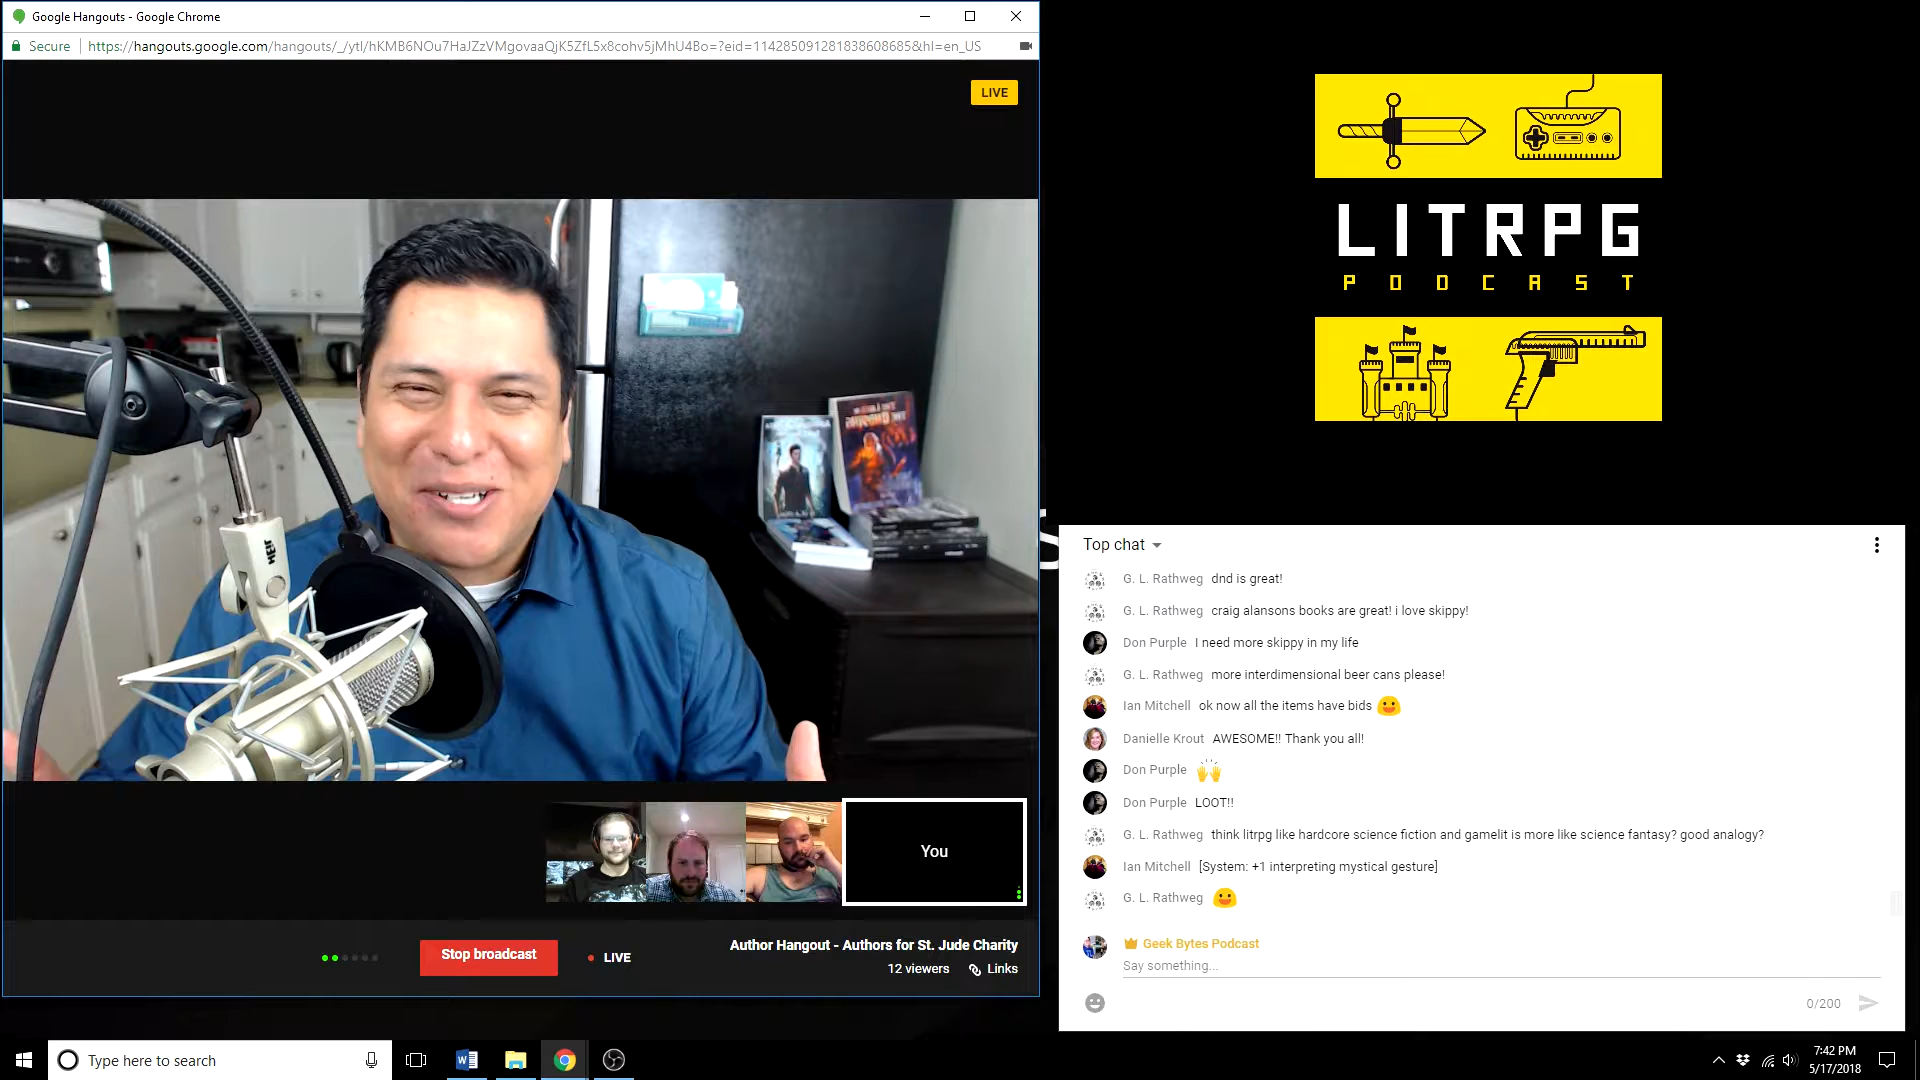 Google Hangouts - Google Chrome
Secure
https://hangouts.google.com/hangouts/_/ytl/hKMB6NOu7HaJZzVMgovaaQjK5ZfL5x8cohv5jMhU4Bo=?eid=114285091281838608685&hl=en_US
LIVE
HEIL
You
Stop broadcast
LIVE
Author Hangout - Authors for St. Jude Charity
12 viewers
Links
LITRPG
PODCAST
Top chat
G. L. Rathweg dnd is great!
G. L. Rathweg craig alansons books are great! i love skippy!
Don Purple I need more skippy in my life
G. L. Rathweg more interdimensional beer cans please!
Ian Mitchell ok now all the items have bids 😃
Danielle Krout AWESOME!! Thank you all!
Don Purple 🙌
Don Purple LOOT!!
G. L. Rathweg think litrpg like hardcore science fiction and gamelit is more like science fantasy? good analogy?
Ian Mitchell [System: +1 interpreting mystical gesture]
G. L. Rathweg 😃
Geek Bytes Podcast
Say something...
0/200
Type here to search
7:42 PM
5/17/2018